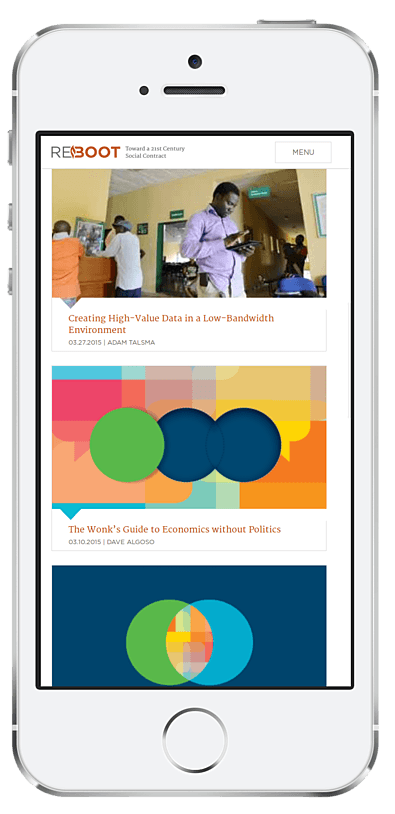 REBOOT
Toward a 21st Century
Social Contract
MENU
Creating High-Value Data in a Low-Bandwidth
Environment
03.27.2015 | ADAM TALSMA
The Wonk's Guide to Economics without Politics
03.10.2015 | DAVE ALGOSO